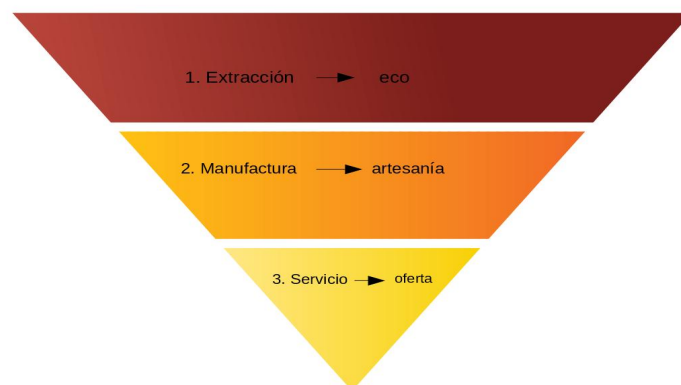 1. Extracción → eco
2. Manufactura → artesanía
3. Servicio → oferta